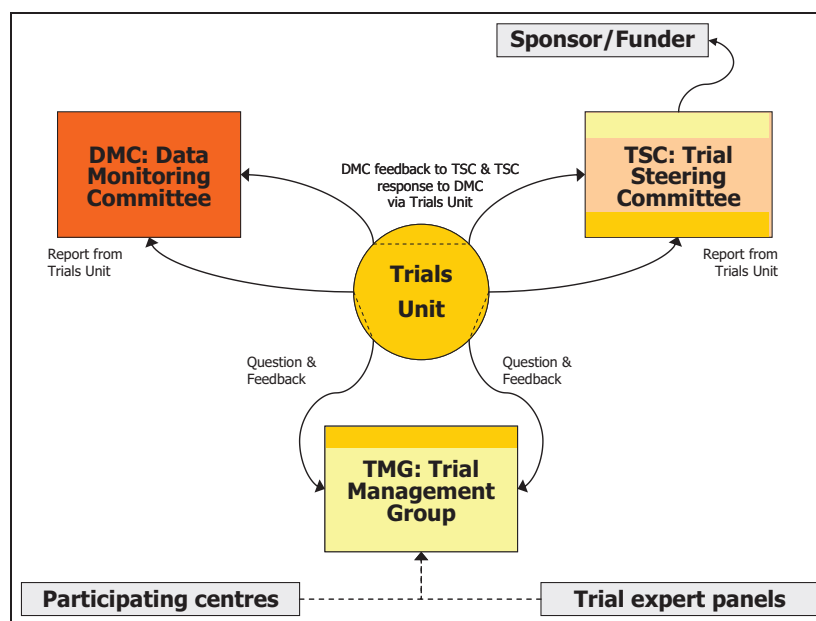 Sponsor/Funder
DMC: Data
Monitoring
Committee
DMC feedback to TSC & TSC
response to DMC
via Trials Unit
TSC: Trial
Steering
Committee
Report from
Trials Unit
Trials
Unit
Report from
Trials Unit
Question &
Feedback
Question &
Feedback
TMG: Trial
Management
Group
Participating centres
Trial expert panels